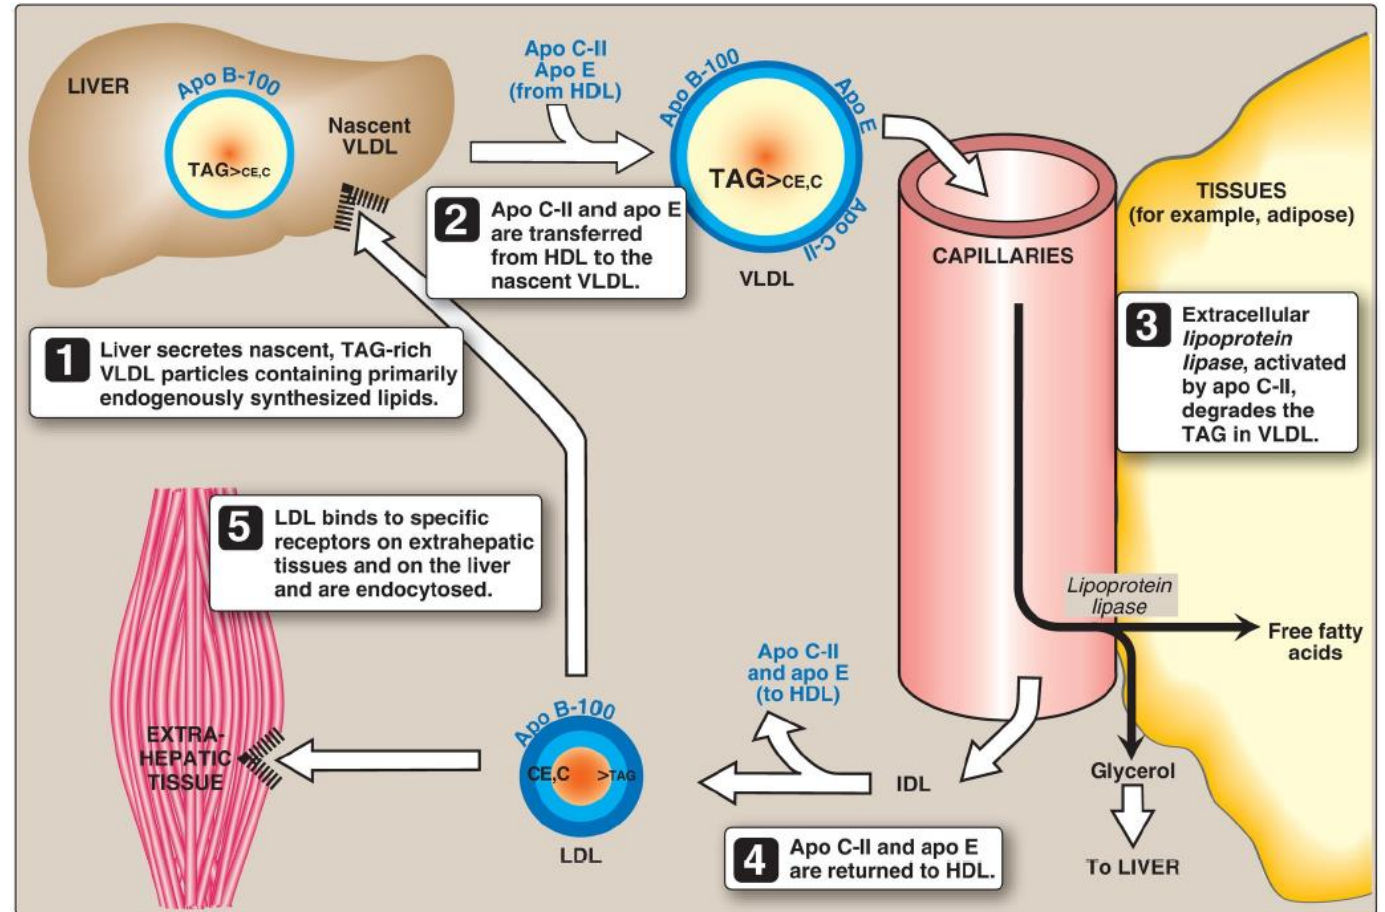 LIVER
Apo B-100
TAG>CE,C
Nascent
VLDL
Apo C-II
Apo E
(from HDL)
Apo B-100
Apo E
Apo C-II
TAG>CE,C
VLDL
2 Apo C-II and apo E
are transferred
from HDL to the
nascent VLDL.
CAPILLARIES
TISSUES
(for example, adipose)
1 Liver secretes nascent, TAG-rich
VLDL particles containing primarily
endogenously synthesized lipids.
3 Extracellular
lipoprotein
lipase, activated
by apo C-II,
degrades the
TAG in VLDL.
5 LDL binds to specific
receptors on extrahepatic
tissues and on the liver
and are endocytosed.
Lipoprotein
lipase
Free fatty
acids
Apo C-II
and apo E
(to HDL)
Glycerol
To LIVER
IDL
Apo B-100
CE,C >TAG
LDL
EXTRA-
HEPATIC
TISSUE
4 Apo C-II and apo E
are returned to HDL.